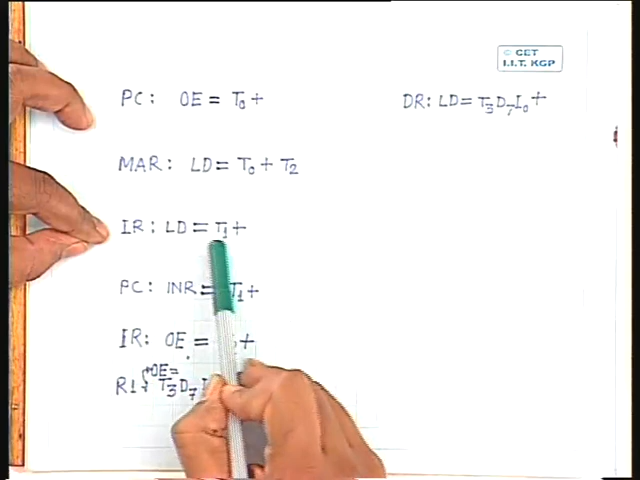 © CET
I.I.T. KGP
PC: OE = T₀ +
DR: LD = T₃D₇I₀ +
MAR: LD = T₀ + T₂
IR: LD = T₁ +
PC: INR = T₁ +
IR: OE = +
OE =
R1 T₃D₇